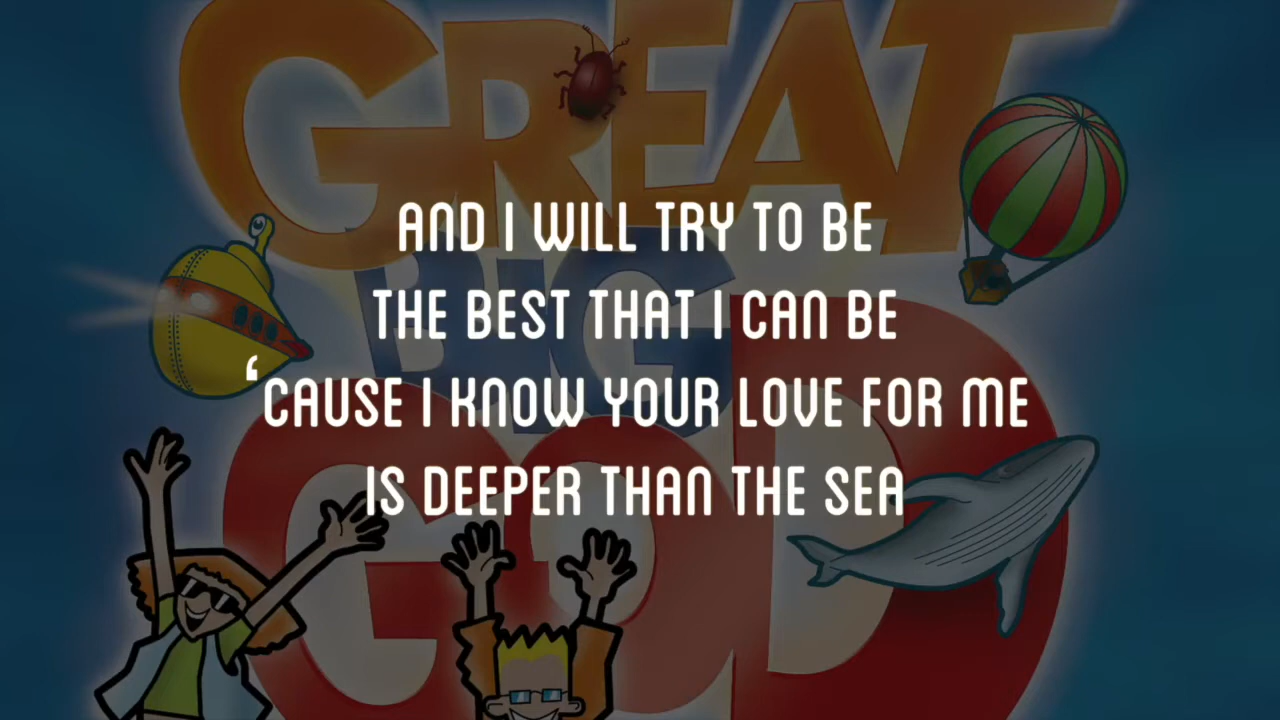 GREAT
BIG
GOD
AND I WILL TRY TO BE
THE BEST THAT I CAN BE
‘CAUSE I KNOW YOUR LOVE FOR ME
IS DEEPER THAN THE SEA